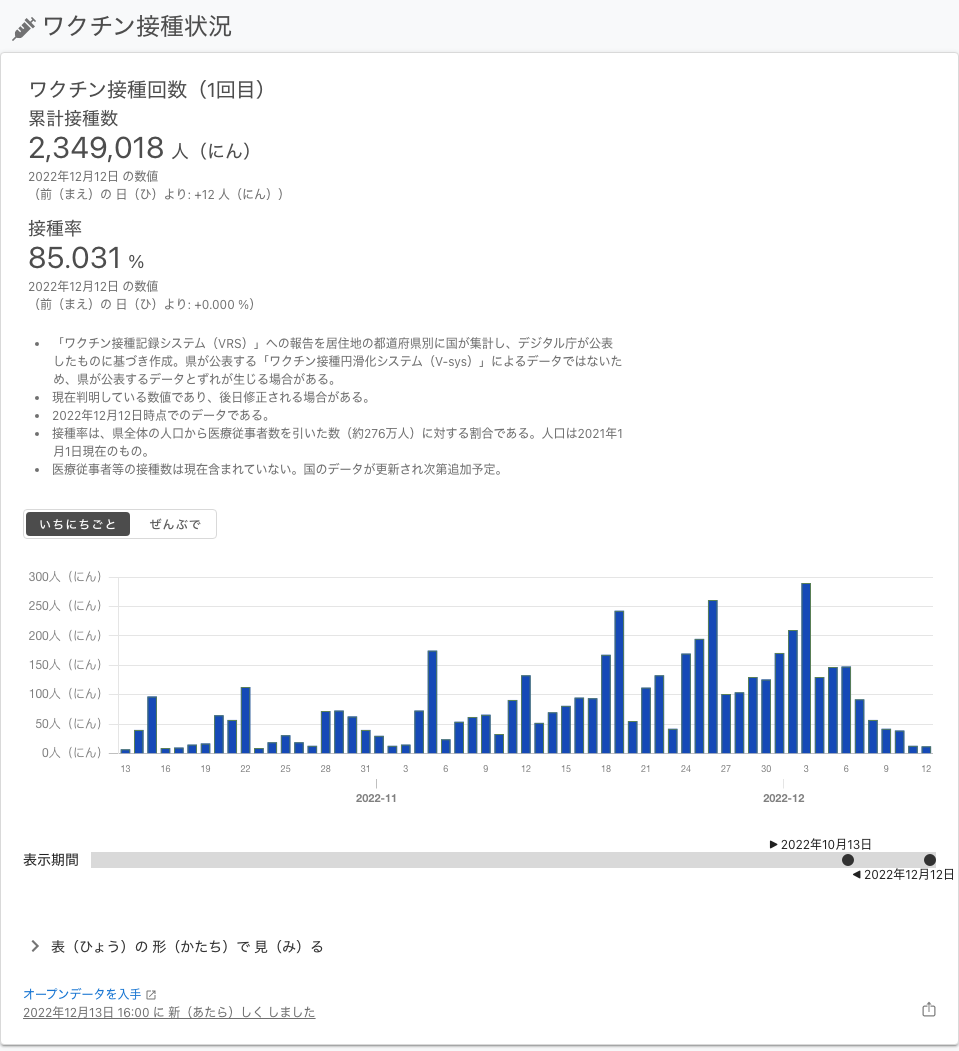 ワクチン接種状況
ワクチン接種回数（1回目）
累計接種数
2,349,018 人（にん）
2022年12月12日 の数値
（前（まえ）の 日（ひ）より: +12 人（にん））
接種率
85.031 %
2022年12月12日 の数値
（前（まえ）の 日（ひ）より: +0.000 %）
• 「ワクチン接種記録システム（VRS）」への報告を居住地の都道府県別に国が集計し、デジタル庁が公表
したものに基づき作成。県が公表する「ワクチン接種円滑化システム（V-sys）」によるデータではないた
め、県が公表するデータとずれが生じる場合がある。
• 現在判明している数値であり、後日修正される場合がある。
• 2022年12月12日時点でのデータである。
• 接種率は、県全体の人口から医療従事者数を引いた数（約276万人）に対する割合である。人口は2021年1
月1日現在のもの。
• 医療従事者等の接種数は現在含まれていない。国のデータが更新され次第追加予定。
いちにちごと ぜんぶで
300人（にん）
250人（にん）
200人（にん）
150人（にん）
100人（にん）
50人（にん）
0人（にん）
13 16 19 22 25 28 31 3 6 9 12 15 18 21 24 27 30 3 6 9 12
2022-11 2022-12
▶ 2022年10月13日
表示期間
◀ 2022年12月12日
表（ひょう）の 形（かたち）で 見（み）る
オープンデータを入手
2022年12月13日 16:00 に 新（あたら）しく しました